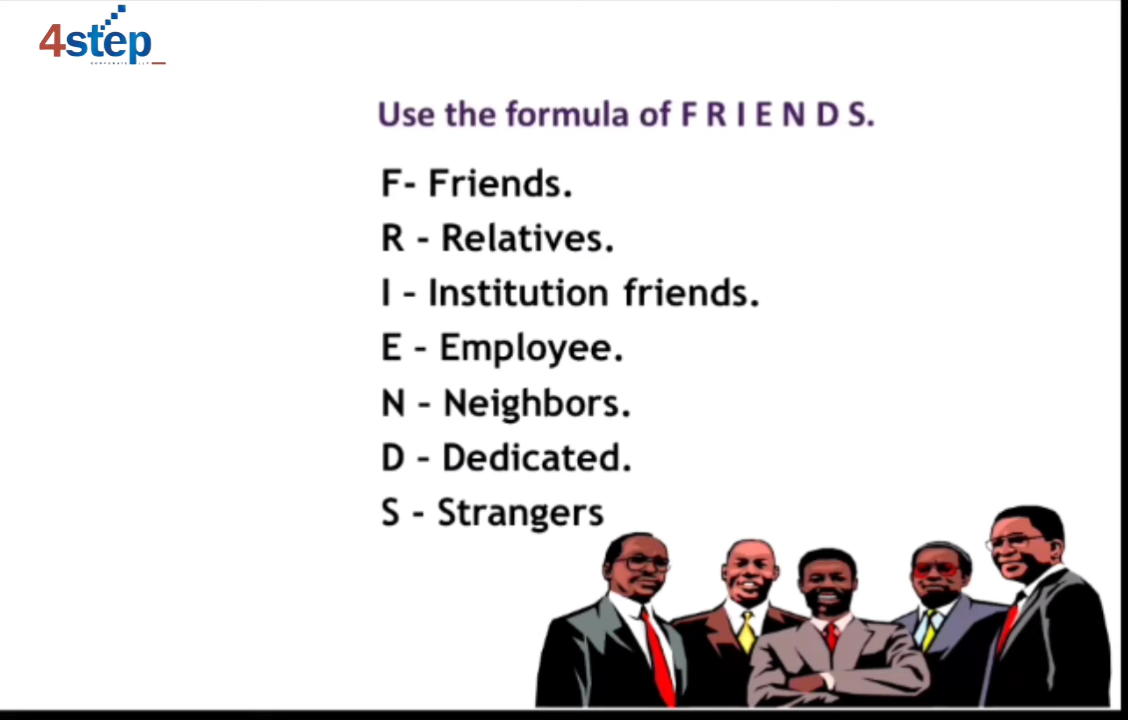 4step
Use the formula of F R I E N D S.
F- Friends.
R - Relatives.
I - Institution friends.
E - Employee.
N - Neighbors.
D - Dedicated.
S - Strangers